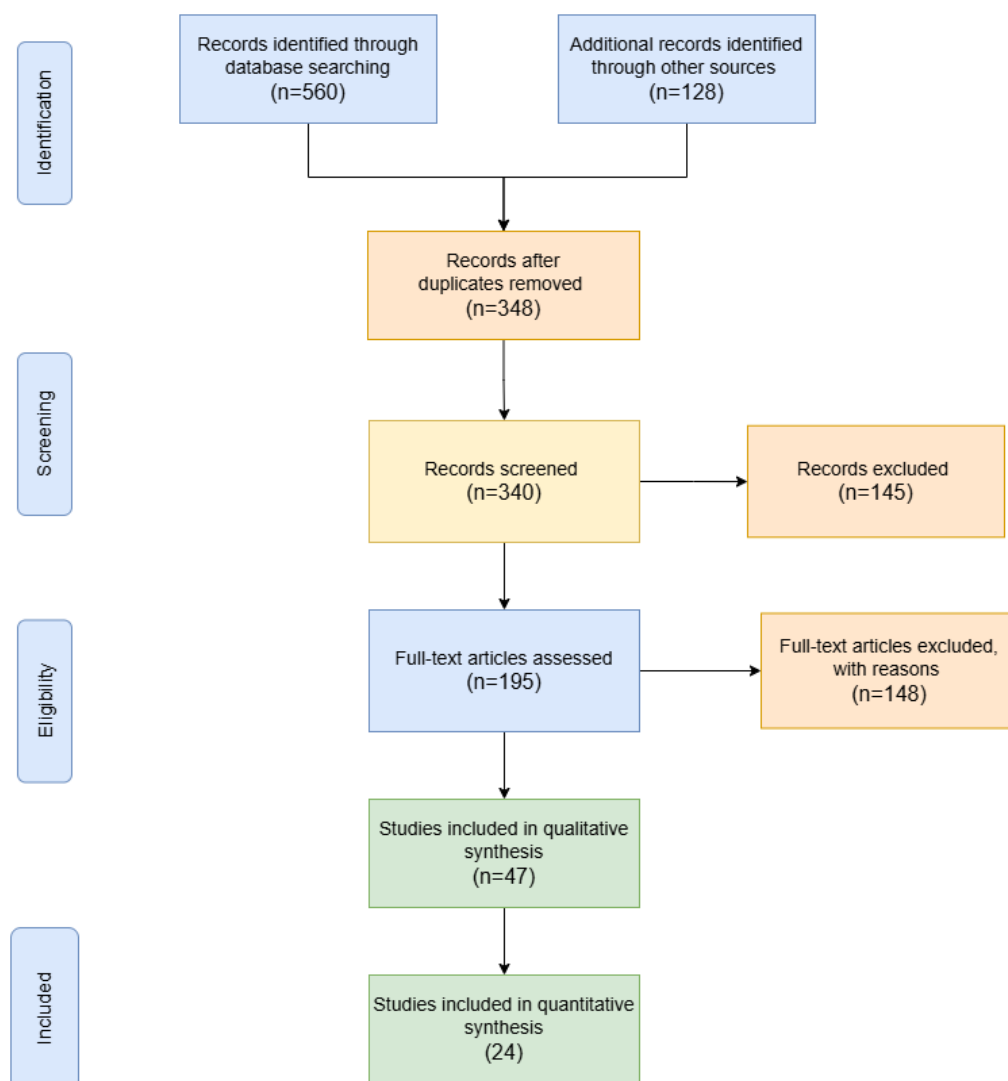 Identification
Records identified through
database searching
(n=560)
Additional records identified
through other sources
(n=128)
Records after
duplicates removed
(n=348)
Screening
Records screened
(n=340)
Records excluded
(n=145)
Eligibility
Full-text articles assessed
(n=195)
Full-text articles excluded,
with reasons
(n=148)
Studies included in qualitative
synthesis
(n=47)
Included
Studies included in quantitative
synthesis
(24)